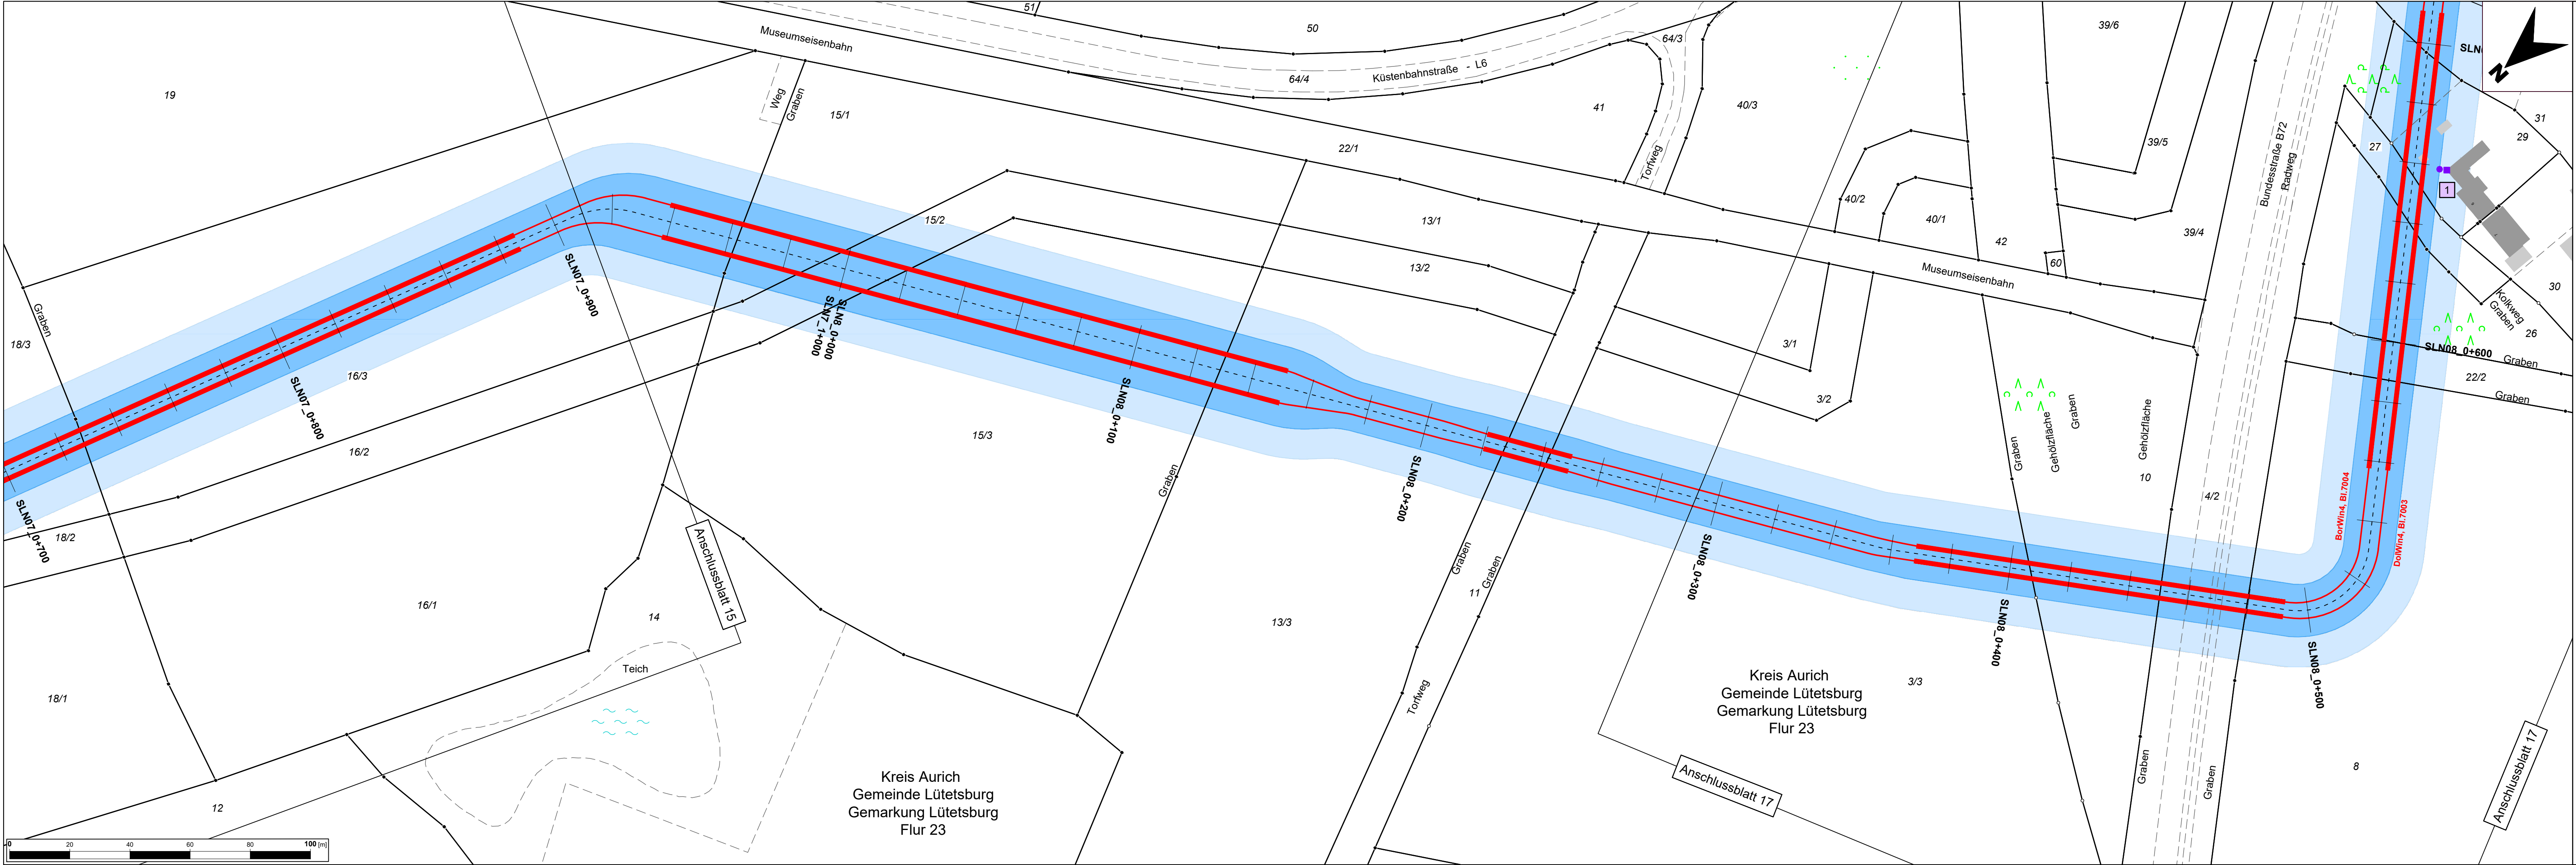 51
50
39/6
Museumseisenbahn
64/3
SLN
N
19
64/4
Küstenbahnstraße - L6
Weg
Graben
15/1
41
40/3
31
29
22/1
39/5
27
Torfweg
Bundesstraße B72
Radweg
1
15/2
13/1
40/2
40/1
42
39/4
13/2
60
Museumseisenbahn
30
SLN07_0+900
Kolkweg
Graben
26
Graben
18/3
SLN8_0+000
SLN7_1+000
3/1
SLN08_0+600
Graben
22/2
Graben
16/3
SLN07_0+800
3/2
SLN08_0+100
15/3
Graben
Gehölzfläche
Graben
Gehölzfläche
16/2
Graben
SLN08_0+200
10
4/2
SLN07_0+700
18/2
BorWin4, Bl.7004
DolWin4, Bl.7003
Anschlussblatt 15
Graben
Graben
SLN08_0+300
16/1
14
11
13/3
SLN08_0+400
Teich
SLN08_0+500
18/1
Torfweg
Kreis Aurich
Gemeinde Lütetsburg
Gemarkung Lütetsburg
Flur 23
3/3
Anschlussblatt 17
Graben
Graben
8
Anschlussblatt 17
Kreis Aurich
Gemeinde Lütetsburg
Gemarkung Lütetsburg
Flur 23
12
0 20 40 60 80 100 [m]